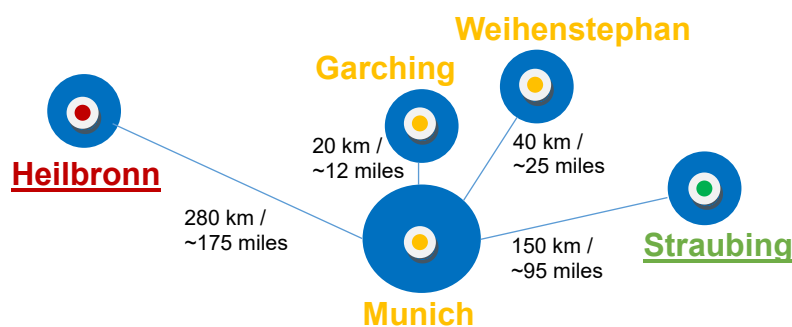 Weihenstephan
Garching
Heilbronn
20 km /
~12 miles
40 km /
~25 miles
280 km /
~175 miles
150 km /
~95 miles
Straubing
Munich